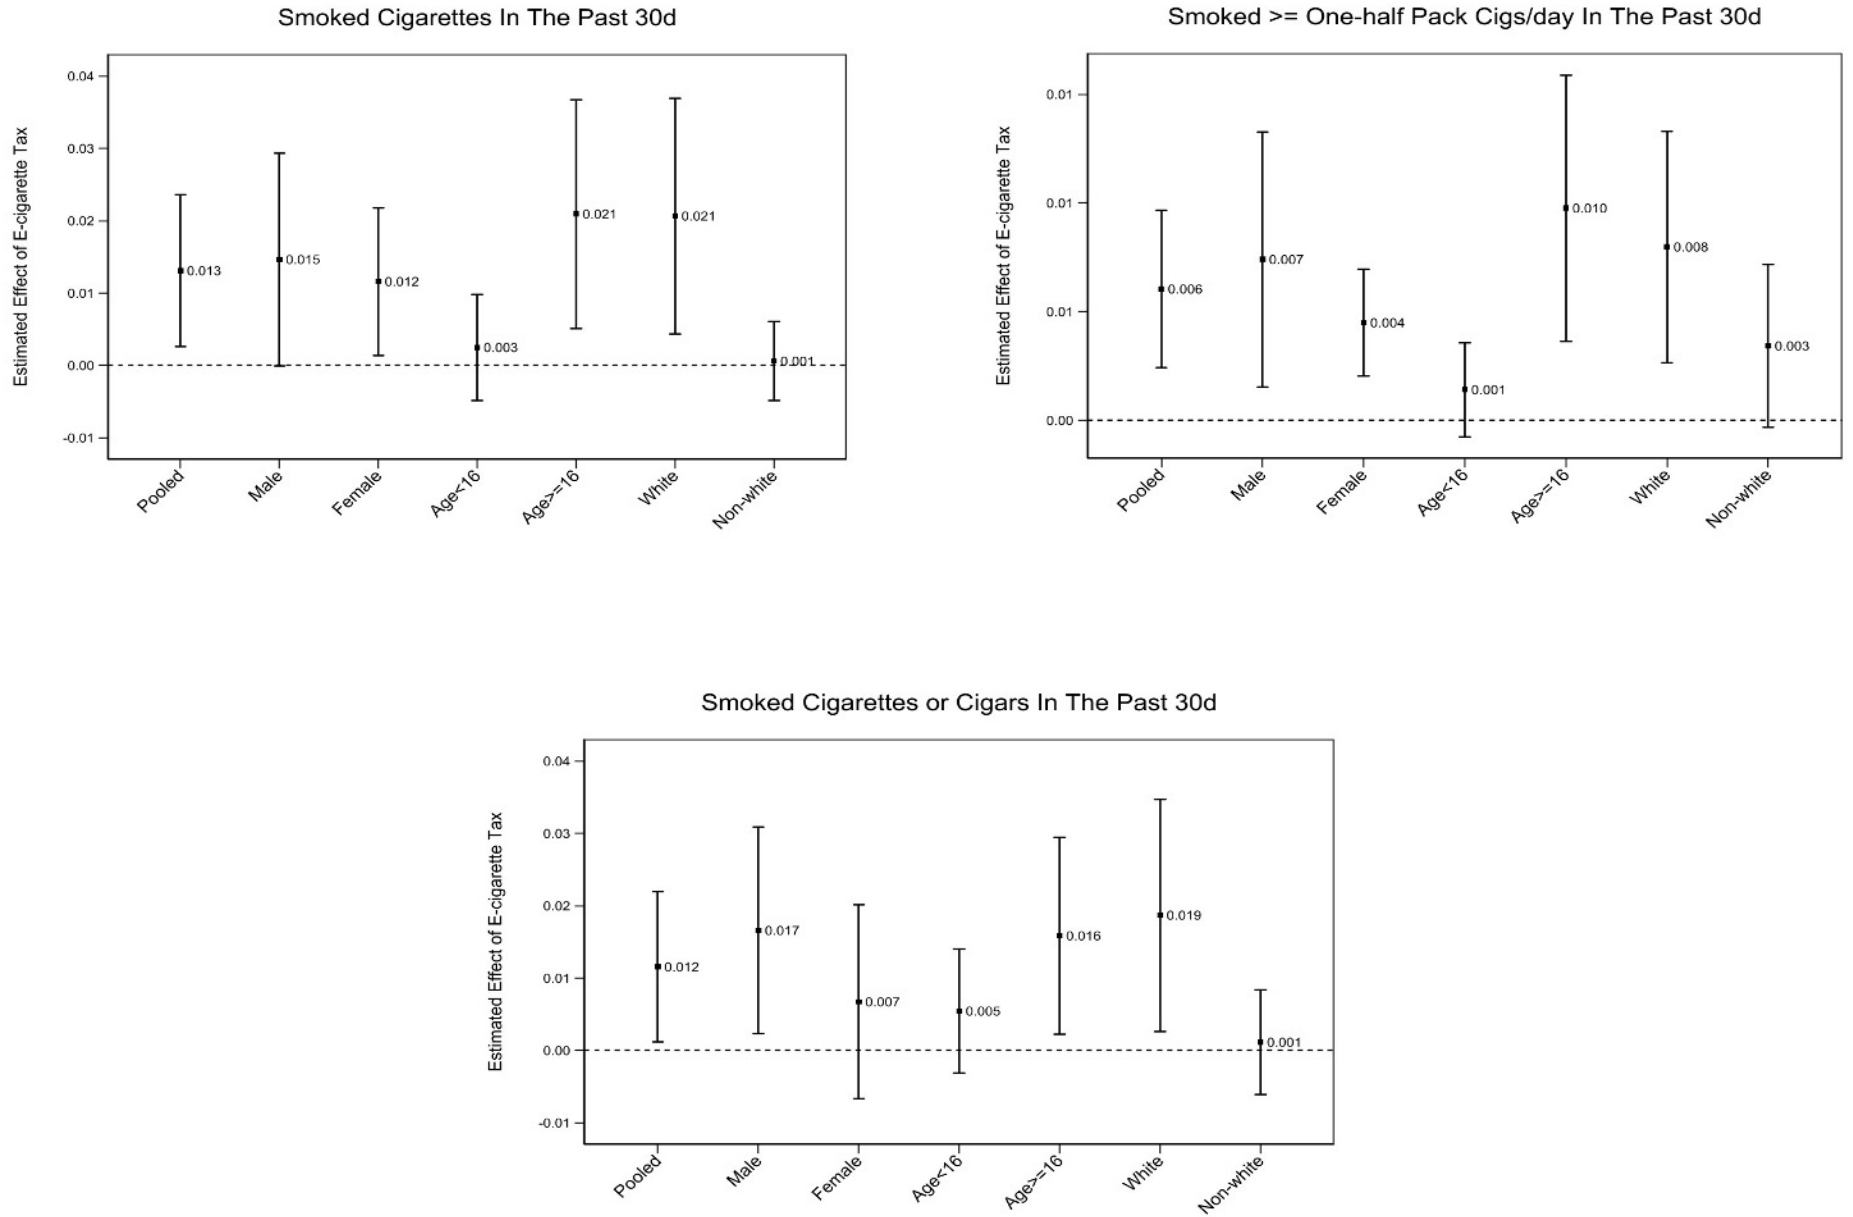 Smoked Cigarettes In The Past 30d
Estimated Effect of E-cigarette Tax
0.04
0.03
0.02
0.01
0.00
-0.01
0.013
0.015
0.012
0.003
0.021
0.021
0.001
Pooled
Male
Female
Age<16
Age>=16
White
Non-white
Smoked >= One-half Pack Cigs/day In The Past 30d
Estimated Effect of E-cigarette Tax
0.01
0.01
0.01
0.00
0.006
0.007
0.004
0.001
0.010
0.008
0.003
Pooled
Male
Female
Age<16
Age>=16
White
Non-white
Smoked Cigarettes or Cigars In The Past 30d
Estimated Effect of E-cigarette Tax
0.04
0.03
0.02
0.01
0.00
-0.01
0.012
0.017
0.007
0.005
0.016
0.019
0.001
Pooled
Male
Female
Age<16
Age>=16
White
Non-white